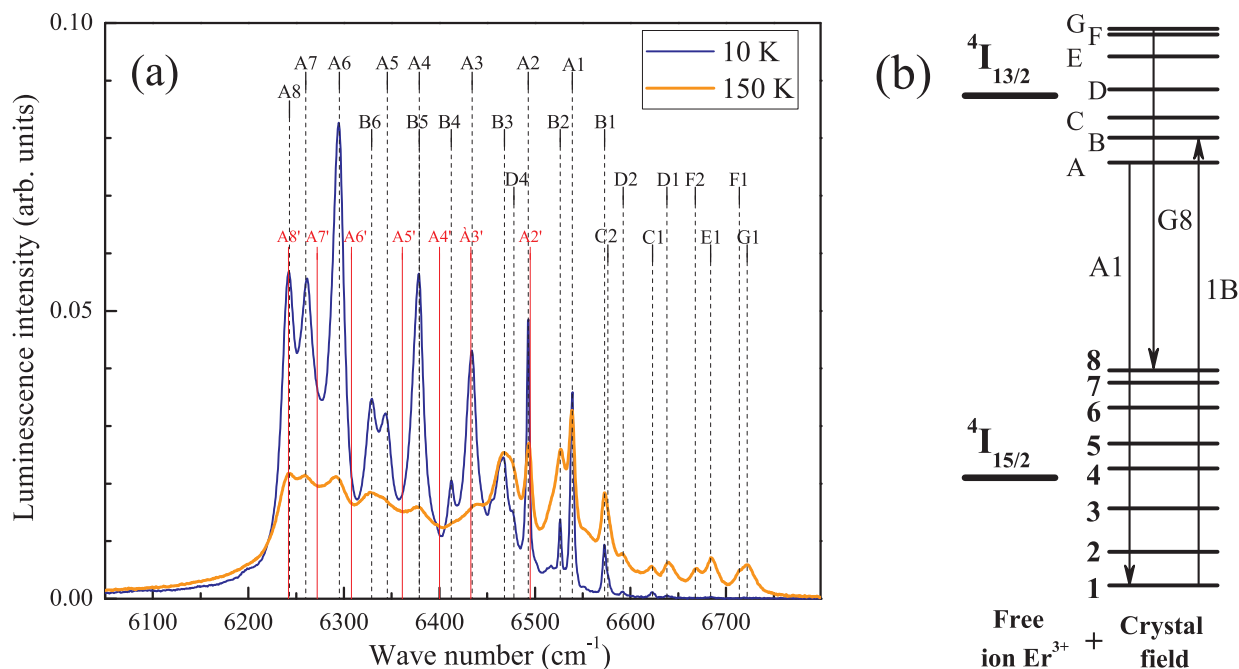 (a)
10 K
150 K
A7 A6 A5 A4 A3 A2 A1
A8
B6 B5 B4 B3 B2 B1
D4 D2 D1 F2 F1
A8' A7' A6' A5' A4' A3' A2' C2 C1 E1 G1
0.10
0.05
0.00
Luminescence intensity (arb. units)
6100 6200 6300 6400 6500 6600 6700
Wave number (cm⁻¹)
(b)
⁴I₁₃/₂
G
F
E
D
C
B
A
G8
A1
1B
⁴I₁₅/₂
8
7
6
5
4
3
2
1
Free
ion Er³⁺
+
Crystal
field